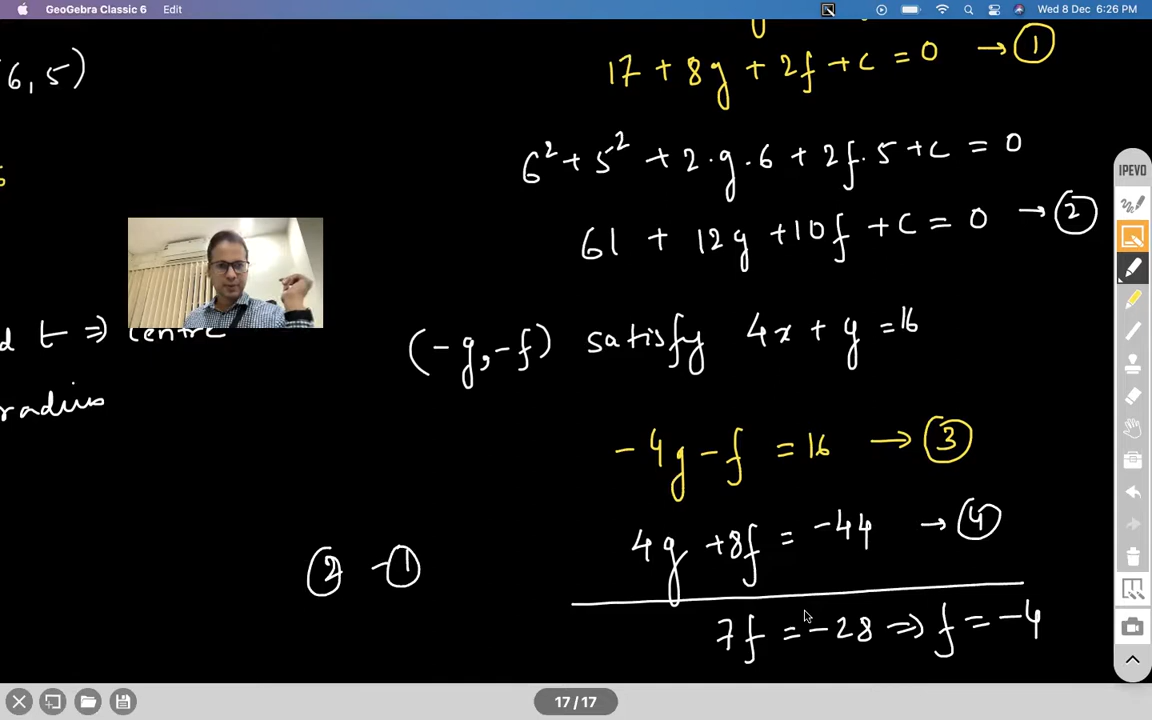 GeoGebra Classic 6 Edit Wed 8 Dec 6:26 PM
17 + 8g + 2f + c = 0 → ①
6, 5)
6² + 5² + 2·g·6 + 2f·5 + c = 0
IPEVO
61 + 12g + 10f + C = 0 → ②
t ⇒ centre
(-g, -f) satisfy 4x + y = 16
radius
-4g - f = 16 → ③
4g + 8f = -44 → ④
② - ①
7f = -28 ⇒ f = -4
17 / 17